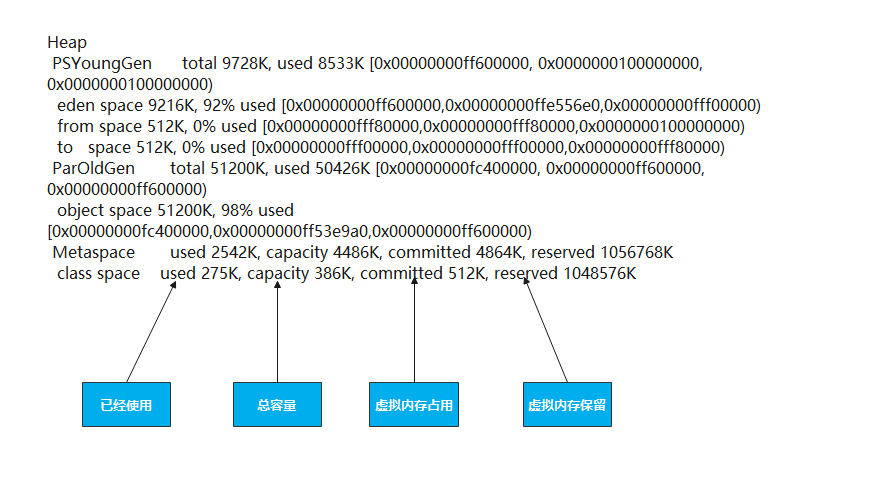 Heap
PSYoungGen total 9728K, used 8533K [0x00000000ff600000, 0x0000000100000000,
0x0000000100000000)
eden space 9216K, 92% used [0x00000000ff600000,0x00000000ffe556e0,0x00000000fff00000)
from space 512K, 0% used [0x00000000fff80000,0x00000000fff80000,0x0000000100000000)
to space 512K, 0% used [0x00000000fff00000,0x00000000fff00000,0x00000000fff80000)
ParOldGen total 51200K, used 50426K [0x00000000fc400000, 0x00000000ff600000,
0x00000000ff600000)
object space 51200K, 98% used
[0x00000000fc400000,0x00000000ff53e9a0,0x00000000ff600000)
Metaspace used 2542K, capacity 4486K, committed 4864K, reserved 1056768K
class space used 275K, capacity 386K, committed 512K, reserved 1048576K
已经使用
总容量
虚拟内存占用
虚拟内存保留